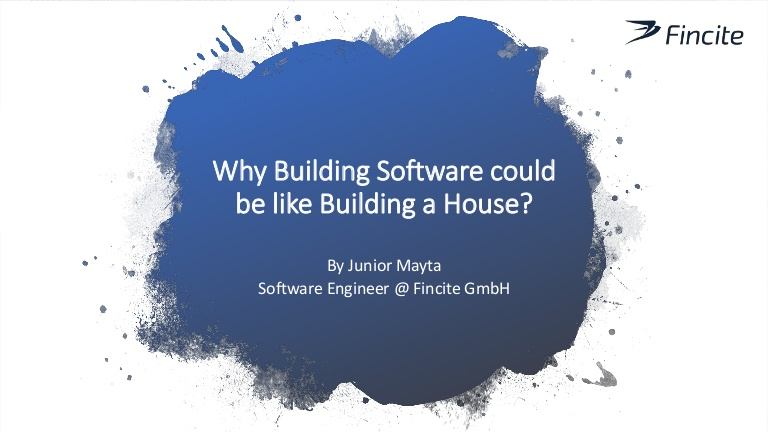 Fincite
Why Building Software could
be like Building a House?
By Junior Mayta
Software Engineer @ Fincite GmbH